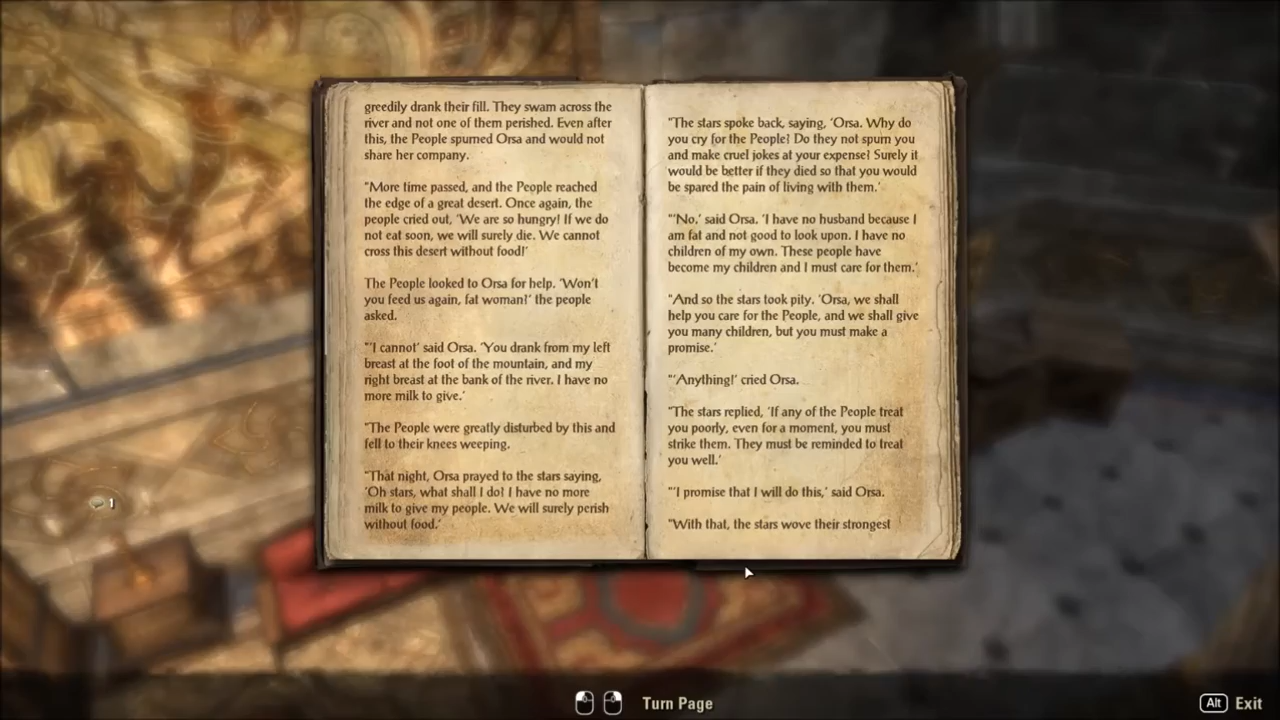 greedily drank their fill. They swam across the
river and not one of them perished. Even after
this, the People spurned Orsa and would not
share her company.
"More time passed, and the People reached
the edge of a great desert. Once again, the
people cried out, 'We are so hungry! If we do
not eat soon, we will surely die. We cannot
cross this desert without food!'
The People looked to Orsa for help. 'Won't
you feed us again, fat woman?' the people
asked.
"'I cannot' said Orsa. 'You drank from my left
breast at the foot of the mountain, and my
right breast at the bank of the river. I have no
more milk to give.'
"The People were greatly disturbed by this and
fell to their knees weeping.
"That night, Orsa prayed to the stars saying,
'Oh stars, what shall I do? I have no more
milk to give my people. We will surely perish
without food.'
"The stars spoke back, saying, 'Orsa. Why do
you cry for the People? Do they not spurn you
and make cruel jokes at your expense? Surely it
would be better if they died so that you would
be spared the pain of living with them.'
"'No,' said Orsa. 'I have no husband because I
am fat and not good to look upon. I have no
children of my own. These people have
become my children and I must care for them.'
"And so the stars took pity. 'Orsa, we shall
help you care for the People, and we shall give
you many children, but you must make a
promise.'
"'Anything!' cried Orsa.
"The stars replied, 'If any of the People treat
you poorly, even for a moment, you must
strike them. They must be reminded to treat
you well.'
"'I promise that I will do this,' said Orsa.
"With that, the stars wove their strongest
1
Turn Page
Alt Exit